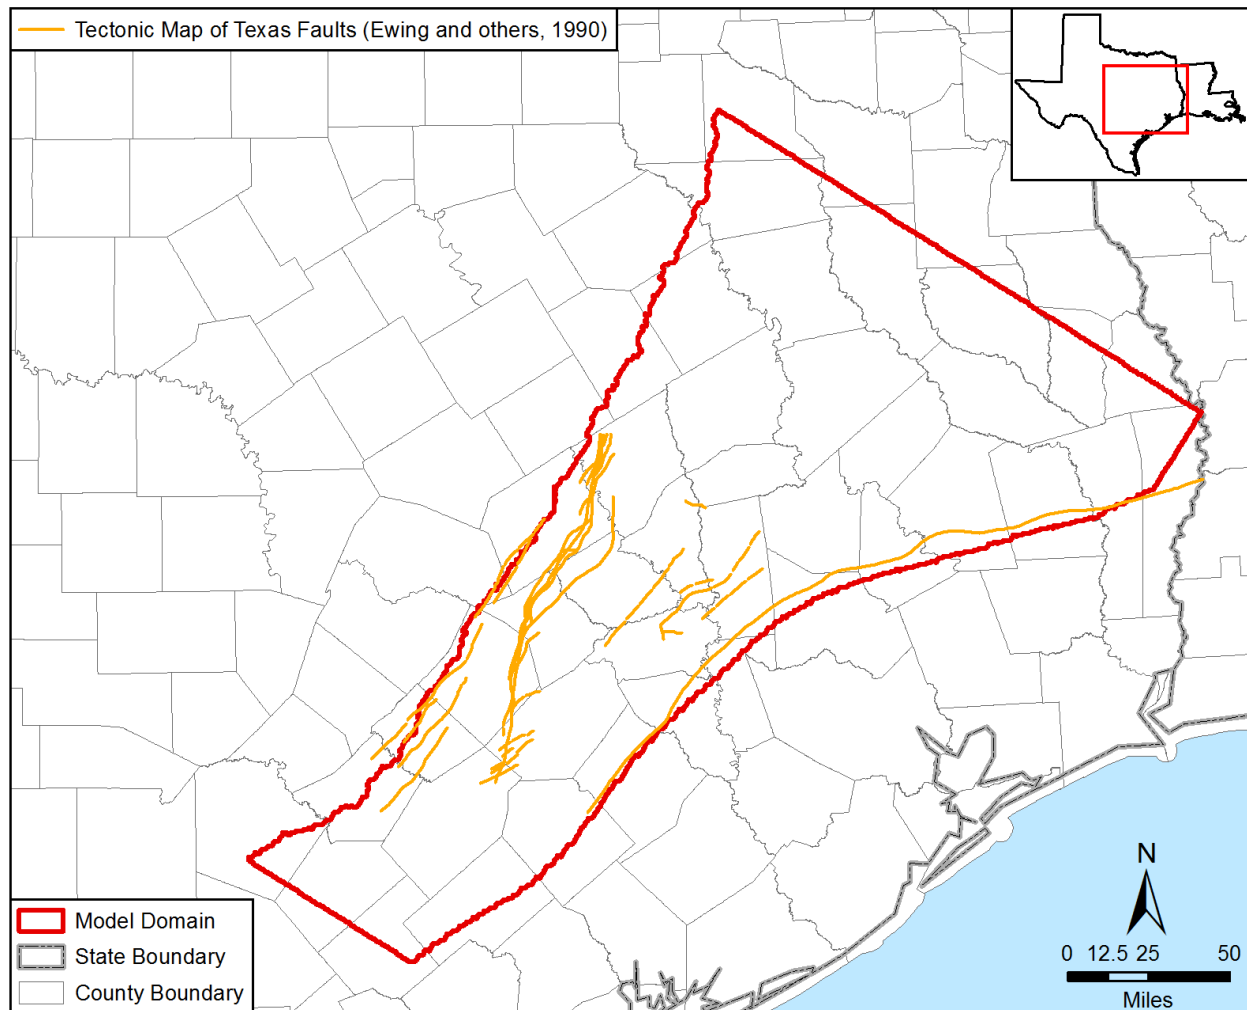 Tectonic Map of Texas Faults (Ewing and others, 1990)
Model Domain
State Boundary
County Boundary
N
0 12.5 25 50
Miles